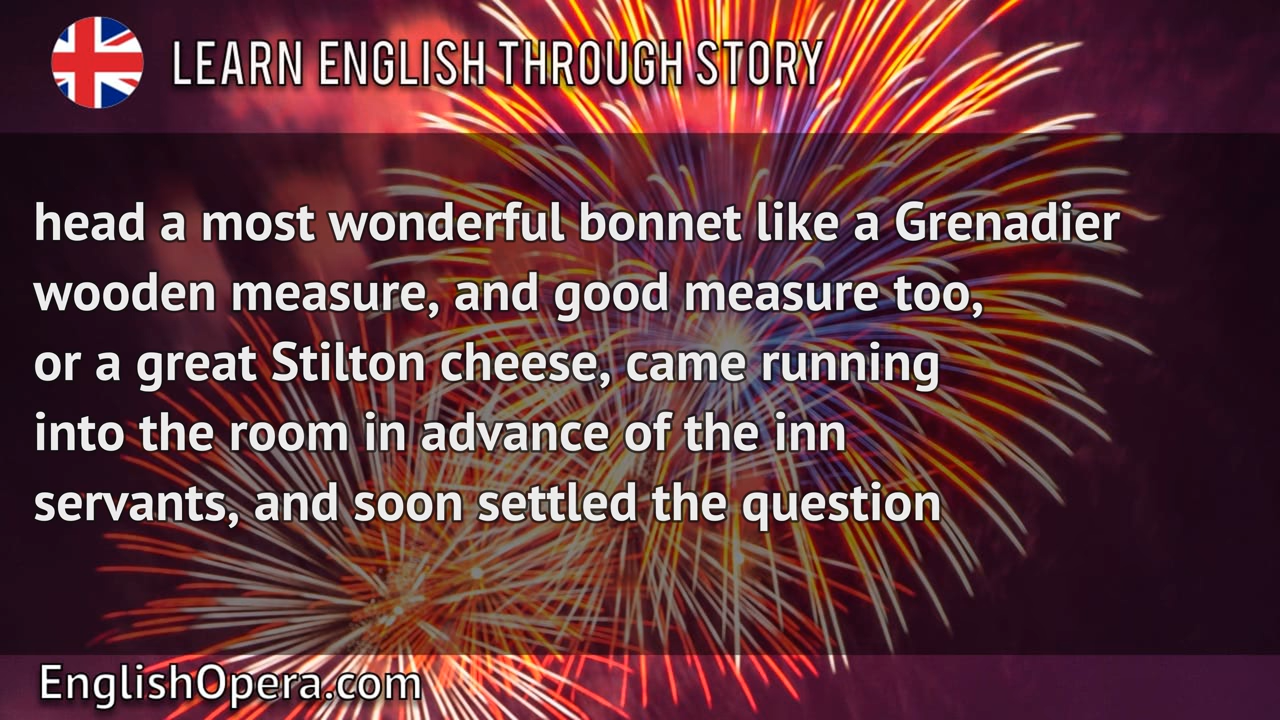 LEARN ENGLISH THROUGH STORY
head a most wonderful bonnet like a Grenadier
wooden measure, and good measure too,
or a great Stilton cheese, came running
into the room in advance of the inn
servants, and soon settled the question
EnglishOpera.com